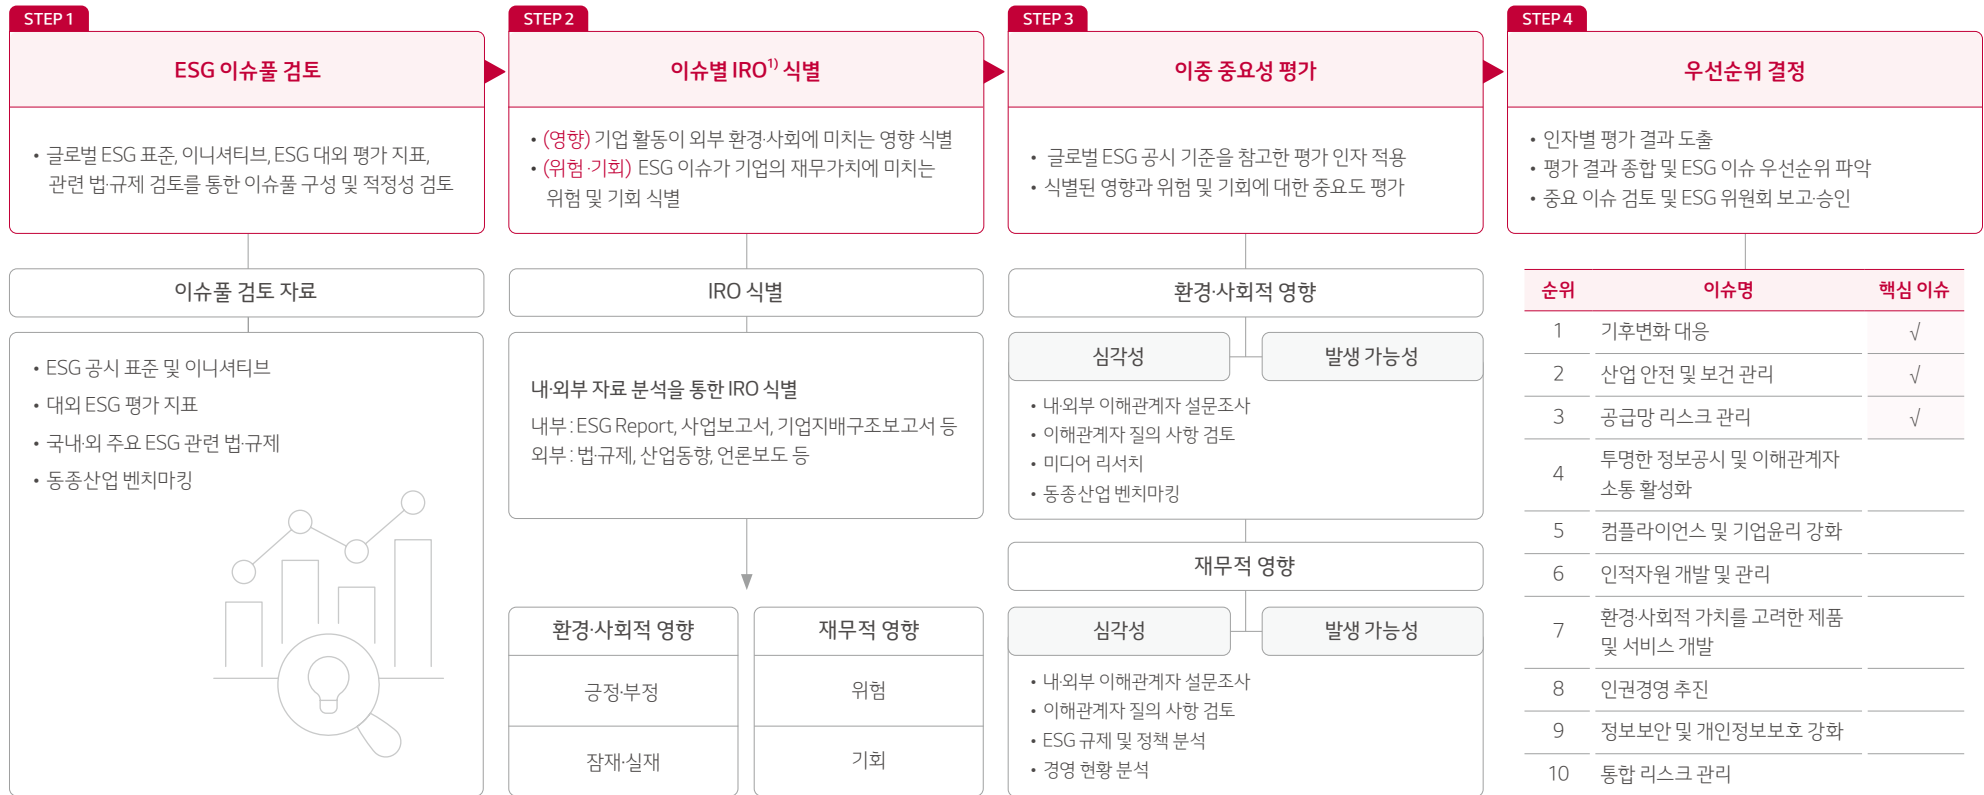 STEP 1
ESG 이슈풀 검토
• 글로벌 ESG 표준, 이니셔티브, ESG 대외 평가 지표,
관련 법·규제 검토를 통한 이슈풀 구성 및 적정성 검토
이슈풀 검토 자료
• ESG 공시 표준 및 이니셔티브
• 대외 ESG 평가 지표
• 국내·외 주요 ESG 관련 법·규제
• 동종산업 벤치마킹
STEP 2
이슈별 IRO1) 식별
• (영향) 기업 활동이 외부 환경·사회에 미치는 영향 식별
• (위험·기회) ESG 이슈가 기업의 재무가치에 미치는
위험 및 기회 식별
IRO 식별
내·외부 자료 분석을 통한 IRO 식별
내부 : ESG Report, 사업보고서, 기업지배구조보고서 등
외부 : 법·규제, 산업동향, 언론보도 등
환경·사회적 영향
긍정·부정
잠재·실재
재무적 영향
위험
기회
STEP 3
이중 중요성 평가
• 글로벌 ESG 공시 기준을 참고한 평가 인자 적용
• 식별된 영향과 위험 및 기회에 대한 중요도 평가
환경·사회적 영향
심각성 발생 가능성
• 내·외부 이해관계자 설문조사
• 이해관계자 질의 사항 검토
• 미디어 리서치
• 동종산업 벤치마킹
재무적 영향
심각성 발생 가능성
• 내·외부 이해관계자 설문조사
• 이해관계자 질의 사항 검토
• ESG 규제 및 정책 분석
• 경영 현황 분석
STEP 4
우선순위 결정
• 인자별 평가 결과 도출
• 평가 결과 종합 및 ESG 이슈 우선순위 파악
• 중요 이슈 검토 및 ESG 위원회 보고·승인
순위 이슈명 핵심 이슈
1 기후변화 대응 √
2 산업 안전 및 보건 관리 √
3 공급망 리스크 관리 √
4 투명한 정보공시 및 이해관계자
소통 활성화
5 컴플라이언스 및 기업윤리 강화
6 인적자원 개발 및 관리
7 환경·사회적 가치를 고려한 제품
및 서비스 개발
8 인권경영 추진
9 정보보안 및 개인정보보호 강화
10 통합 리스크 관리